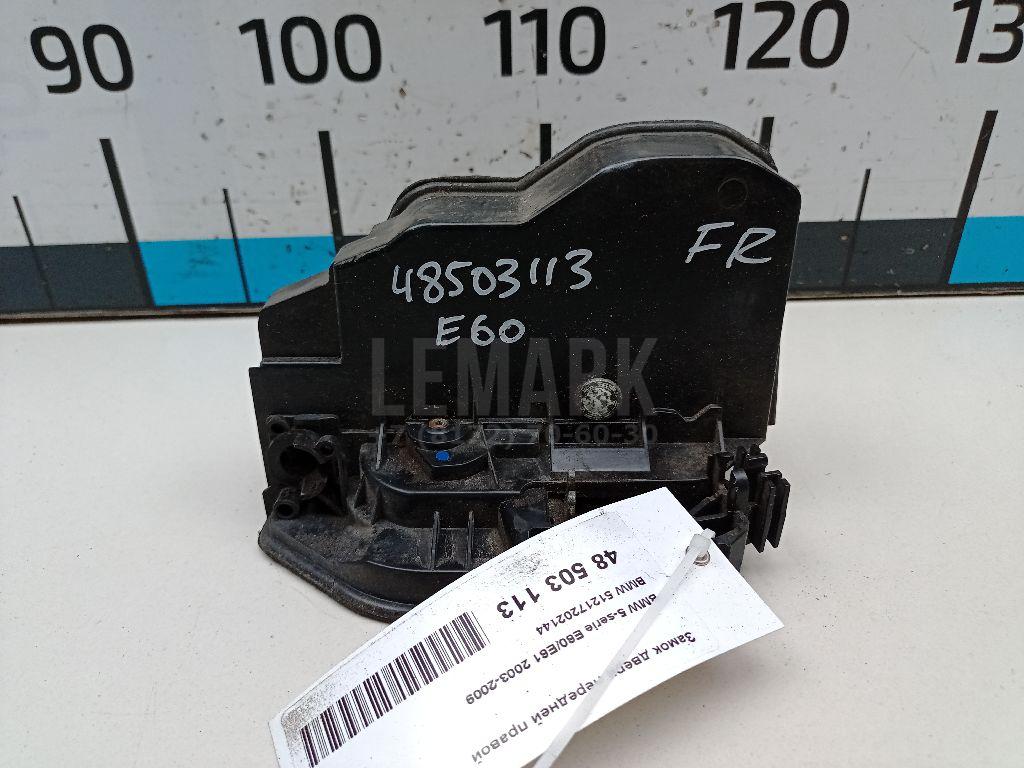 90 100 110 120 13
48503113
FR
E60
LEMARK
Замок двери передней правой
BMW 5-serie E60/E61 2003-2009
BMW 51217202144
48 503 113